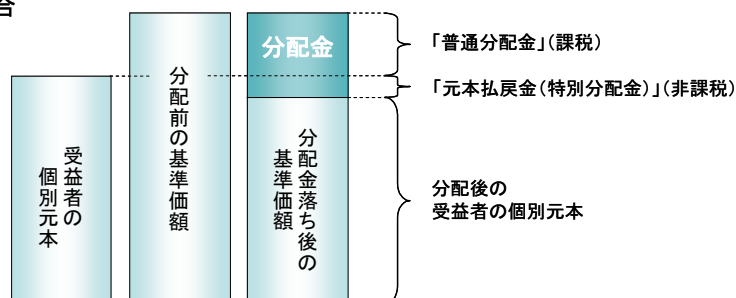 合
受益者の
個別元本
分配前の基準価額
分配金
分配金落ち後の
基準価額
「普通分配金」(課税)
「元本払戻金(特別分配金)」(非課税)
分配後の
受益者の個別元本